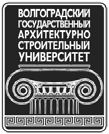 ВОЛГОГРАДСКИЙ
ГОСУДАРСТВЕННЫЙ
АРХИТЕКТУРНО
СТРОИТЕЛЬНЫЙ
УНИВЕРСИТЕТ